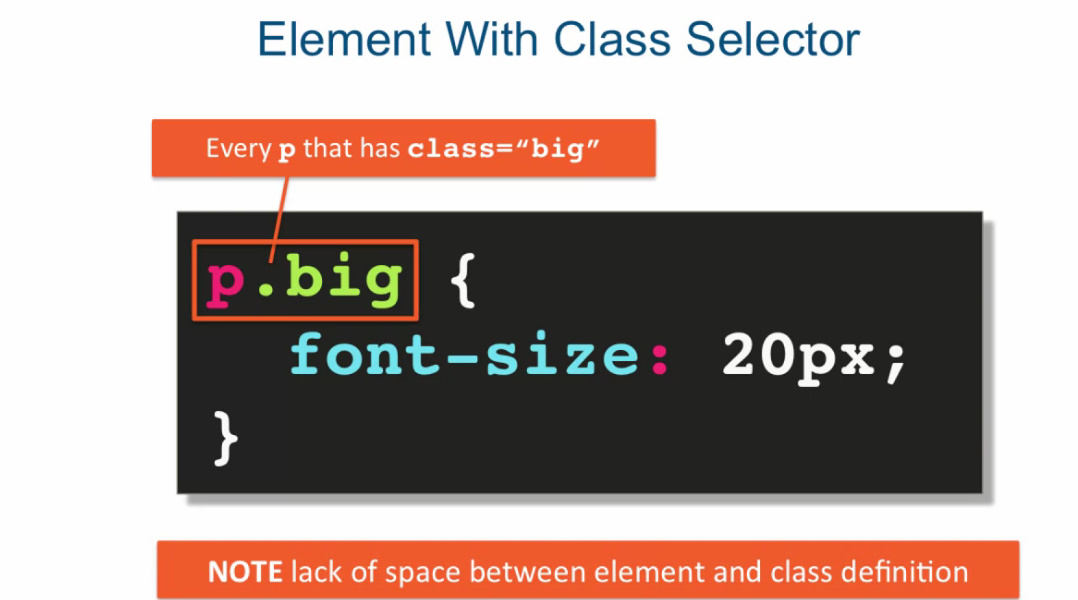 Element With Class Selector
Every p that has class=“big”
p.big {
font-size: 20px;
}
NOTE lack of space between element and class definition